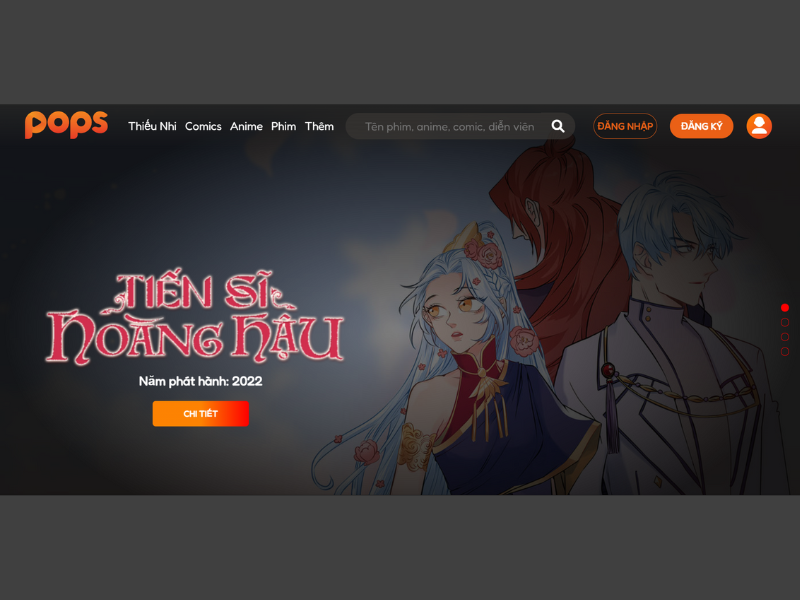 pops
Thiếu Nhi Comics Anime Phim Thêm
Tên phim, anime, comic, diễn viên
ĐĂNG NHẬP
ĐĂNG KÝ
TIẾN SĨ
HOÀNG HẬU
Năm phát hành: 2022
CHI TIẾT